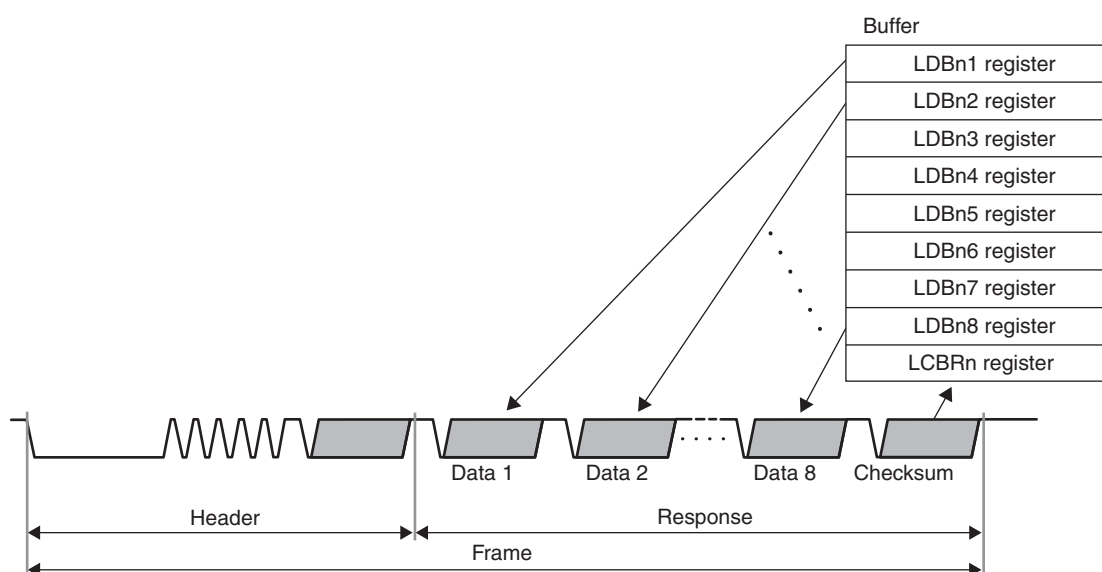 Buffer
LDBn1 register
LDBn2 register
LDBn3 register
LDBn4 register
LDBn5 register
LDBn6 register
LDBn7 register
LDBn8 register
LCBRn register
Data 1
Data 2
Data 8
Checksum
Header
Response
Frame